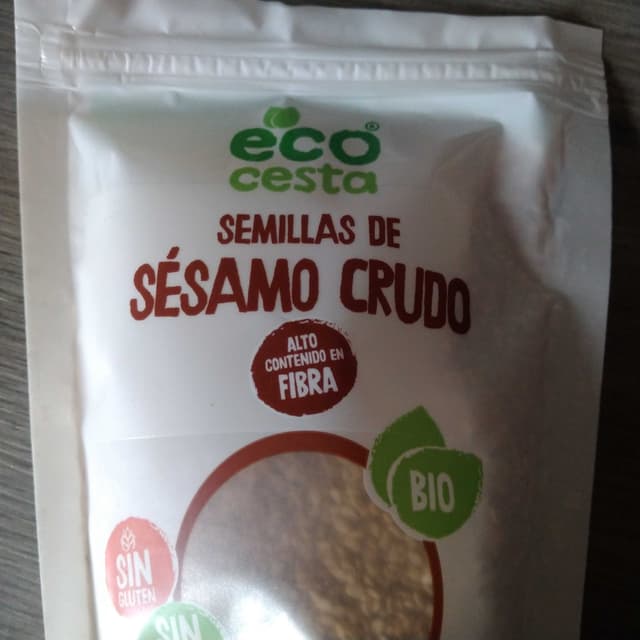 eco®
cesta
SEMILLAS DE
SÉSAMO CRUDO
ALTO
CONTENIDO EN
FIBRA
BIO
SIN
GLUTEN
SIN